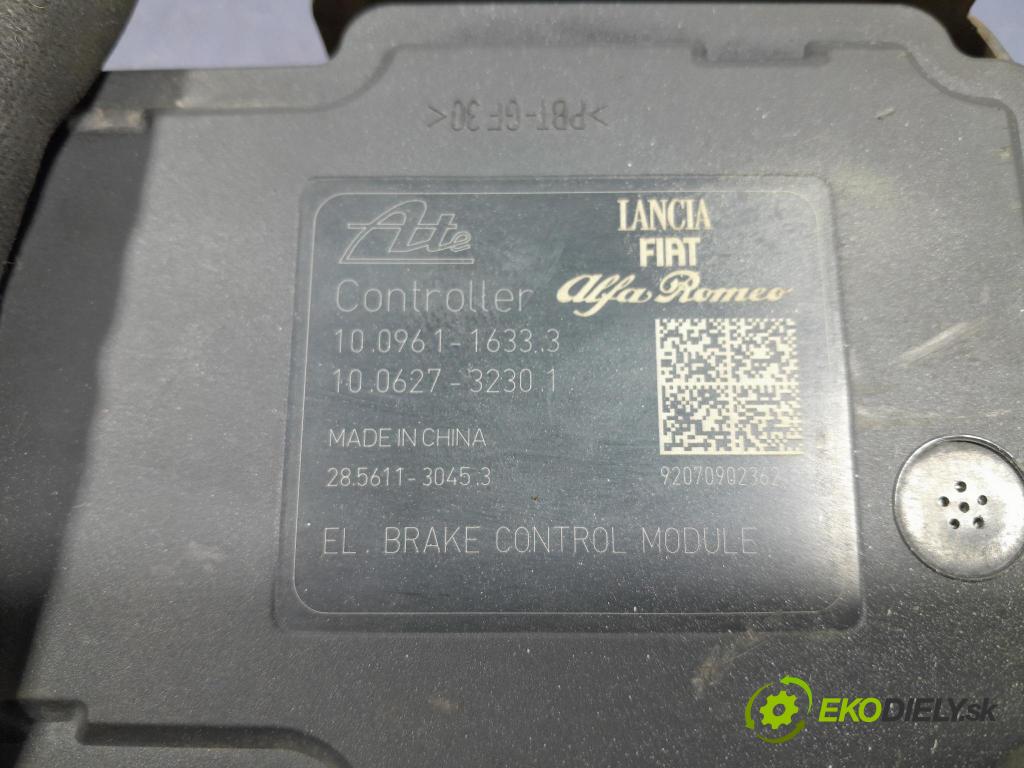 >PBT-GF30<
Ate
LANCIA
FIAT
Alfa Romeo
Controller
10.0961-1633.3
10.0627-3230.1
MADE IN CHINA
28.5611-3045.3
92070902362
EL. BRAKE CONTROL MODULE
EKODIELY.sk